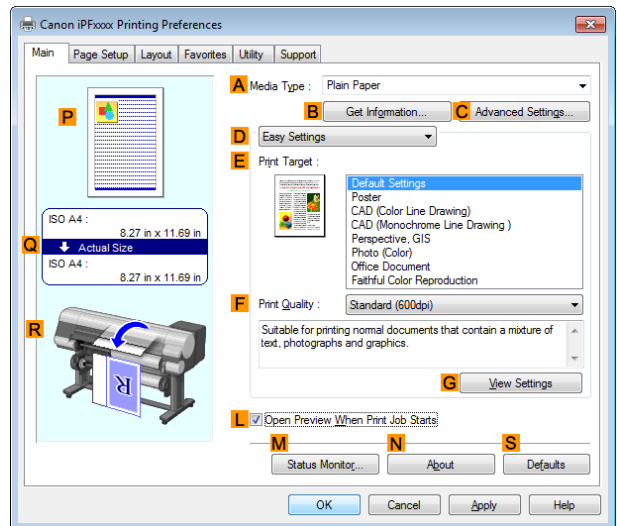 Canon iPFxxxx Printing Preferences
Main Page Setup Layout Favorites Utility Support
A Media Type : Plain Paper
B Get Information... C Advanced Settings...
D Easy Settings
E Print Target :
Default Settings
Poster
CAD (Color Line Drawing)
CAD (Monochrome Line Drawing )
Perspective, GIS
Photo (Color)
Office Document
Faithful Color Reproduction
F Print Quality : Standard (600dpi)
Suitable for printing normal documents that contain a mixture of
text, photographs and graphics.
G View Settings
L Open Preview When Print Job Starts
M N S
Status Monitor... About Defaults
P
ISO A4 :
8.27 in x 11.69 in
Q Actual Size
ISO A4 :
8.27 in x 11.69 in
R
R
OK Cancel Apply Help